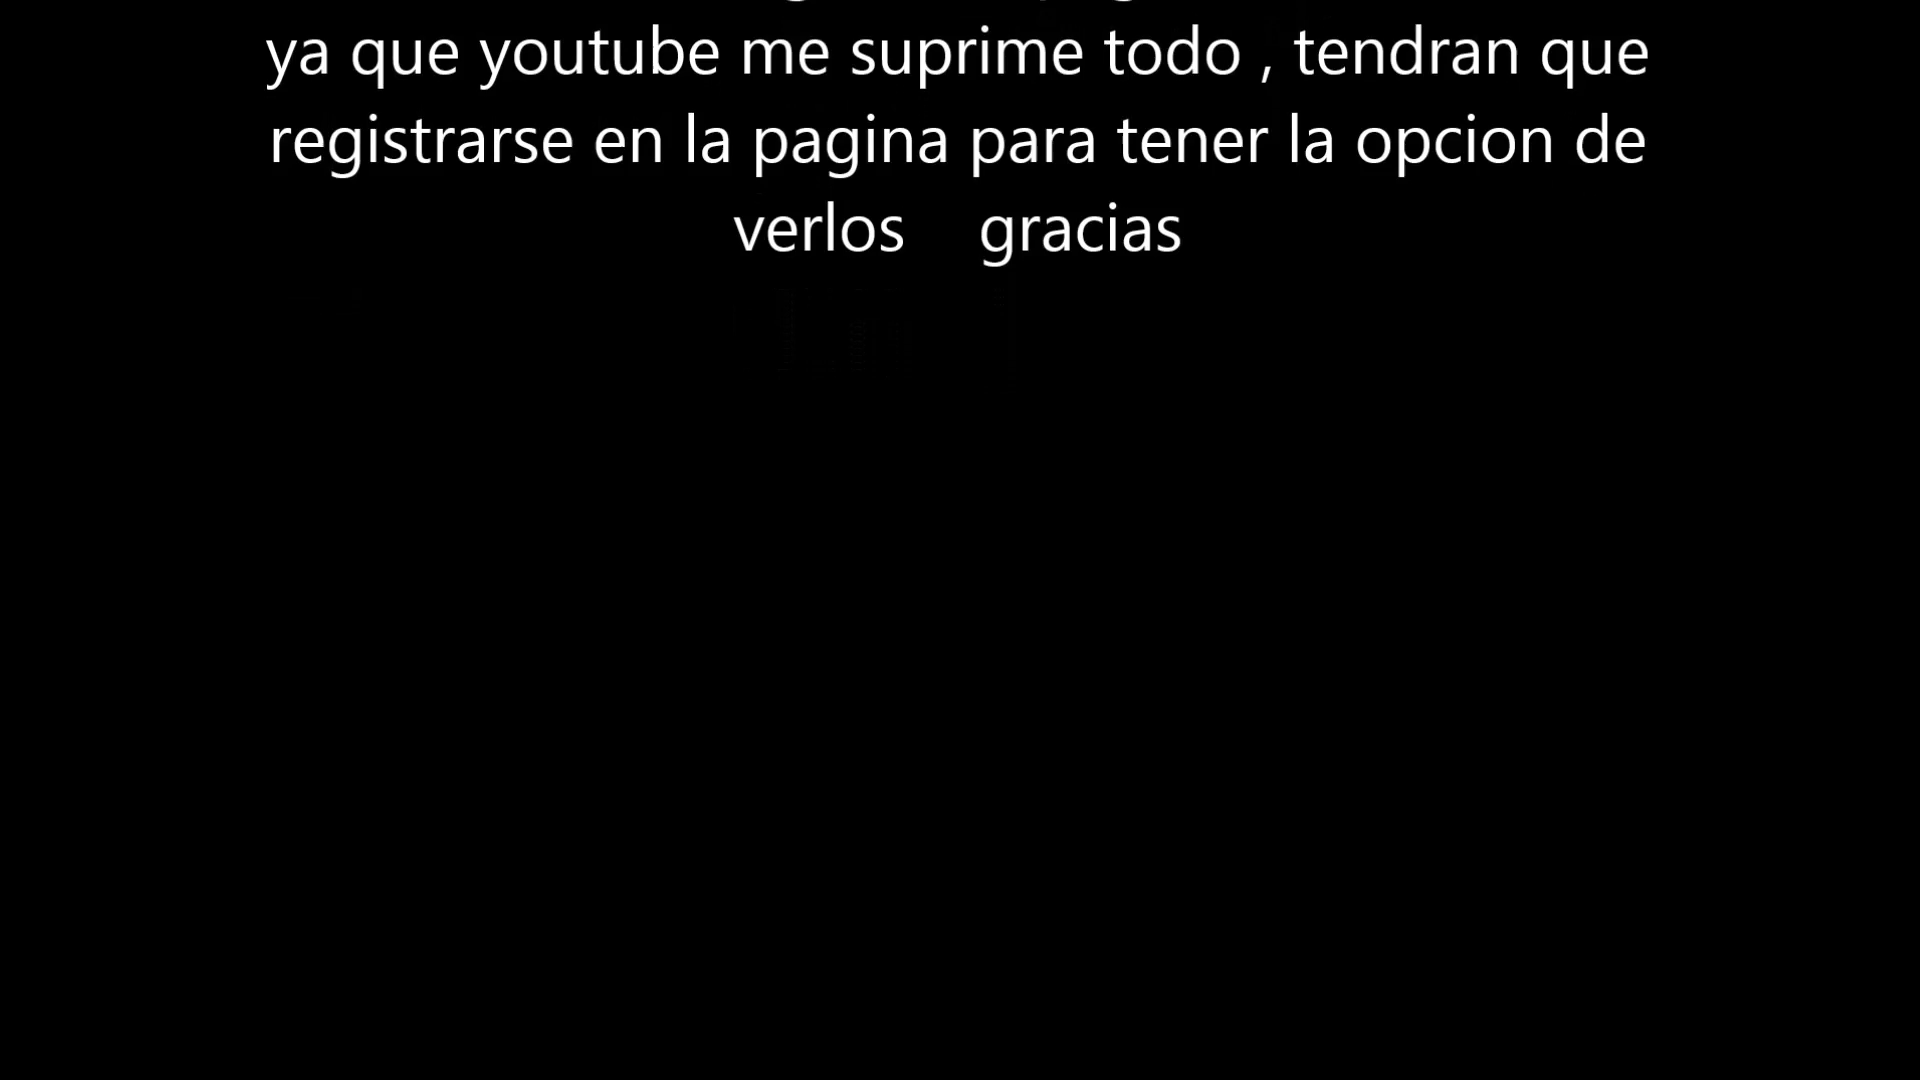 ya que youtube me suprime todo , tendran que
registrarse en la pagina para tener la opcion de
verlos gracias